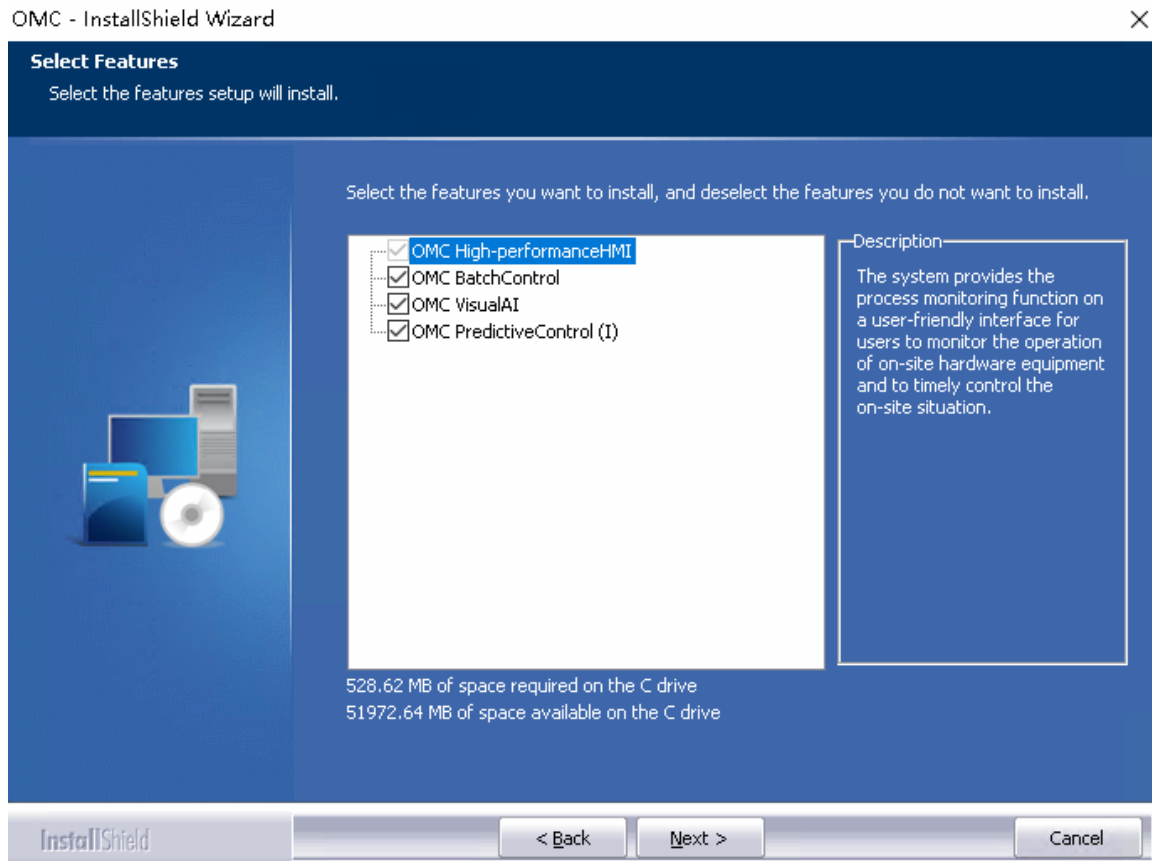 OMC - InstallShield Wizard
Select Features
Select the features setup will install.
Select the features you want to install, and deselect the features you do not want to install.
OMC High-performanceHMI
OMC BatchControl
OMC VisualAI
OMC PredictiveControl (I)
Description
The system provides the
process monitoring function on
a user-friendly interface for
users to monitor the operation
of on-site hardware equipment
and to timely control the
on-site situation.
528.62 MB of space required on the C drive
51972.64 MB of space available on the C drive
InstallShield
< Back
Next >
Cancel